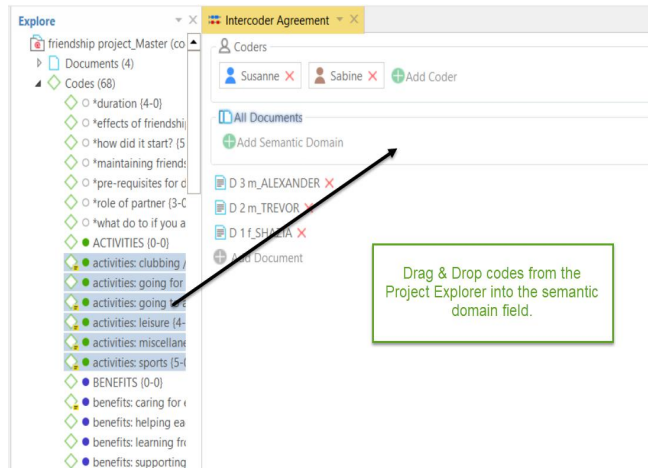 Explore
Intercoder Agreement
friendship project_Master (co
Documents (4)
Codes (68)
*duration {4-0}
*effects of friendshi
*how did it start? {5
*maintaining friends
*pre-requisites for d
*role of partner {3-0
*what do to if you a
ACTIVITIES {0-0}
activities: clubbing /
activities: going for
activities: going to a
activities: leisure {4-
activities: miscellane
activities: sports {5-0
BENEFITS {0-0}
benefits: caring for e
benefits: helping ea
benefits: learning fro
benefits: supporting
Coders
Susanne Sabine Add Coder
All Documents
Add Semantic Domain
D 3 m_ALEXANDER
D 2 m_TREVOR
D 1 f_SHAZIA
Add Document
Drag & Drop codes from the
Project Explorer into the semantic
domain field.